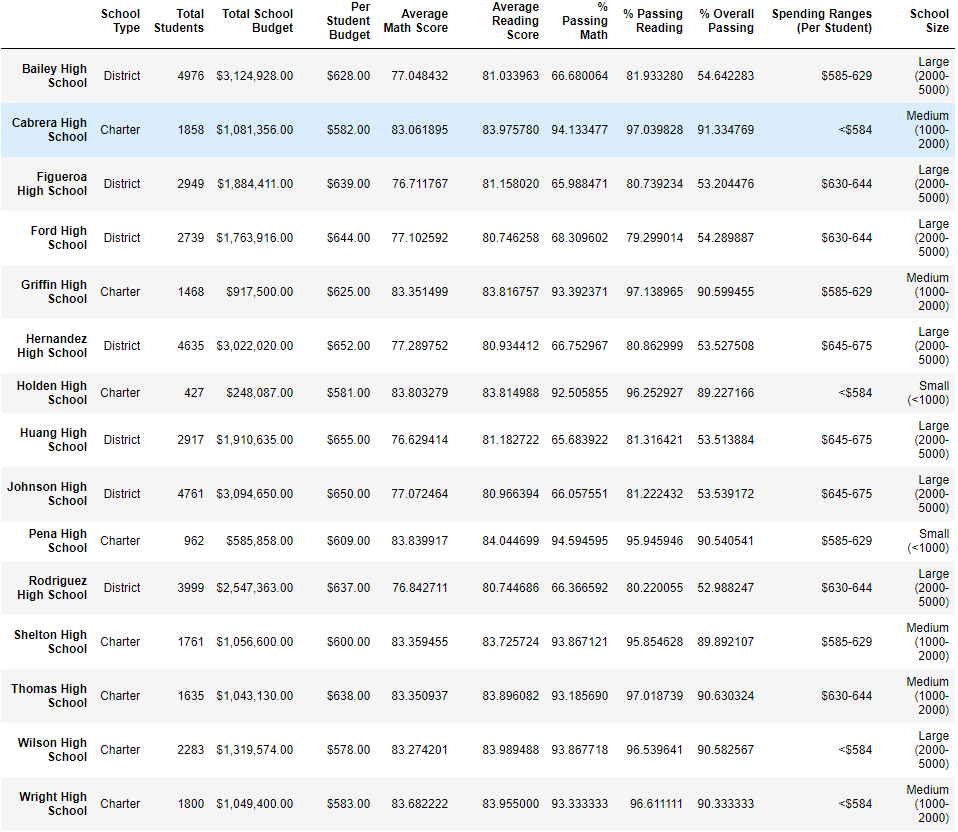 School Type Total Students Total School Budget Per Student Budget Average Math Score Average Reading Score % Passing Math % Passing Reading % Overall Passing Spending Ranges (Per Student) School Size
Bailey High School District 4976 $3,124,928.00 $628.00 77.048432 81.033963 66.680064 81.933280 54.642283 $585-629 Large (2000-5000)
Cabrera High School Charter 1858 $1,081,356.00 $582.00 83.061895 83.975780 94.133477 97.039828 91.334769 <$584 Medium (1000-2000)
Figueroa High School District 2949 $1,884,411.00 $639.00 76.711767 81.158020 65.988471 80.739234 53.204476 $630-644 Large (2000-5000)
Ford High School District 2739 $1,763,916.00 $644.00 77.102592 80.746258 68.309602 79.299014 54.289887 $630-644 Large (2000-5000)
Griffin High School Charter 1468 $917,500.00 $625.00 83.351499 83.816757 93.392371 97.138965 90.599455 $585-629 Medium (1000-2000)
Hernandez High School District 4635 $3,022,020.00 $652.00 77.289752 80.934412 66.752967 80.862999 53.527508 $645-675 Large (2000-5000)
Holden High School Charter 427 $248,087.00 $581.00 83.803279 83.814988 92.505855 96.252927 89.227166 <$584 Small (<1000)
Huang High School District 2917 $1,910,635.00 $655.00 76.629414 81.182722 65.683922 81.316421 53.513884 $645-675 Large (2000-5000)
Johnson High School District 4761 $3,094,650.00 $650.00 77.072464 80.966394 66.057551 81.222432 53.539172 $645-675 Large (2000-5000)
Pena High School Charter 962 $585,858.00 $609.00 83.839917 84.044699 94.594595 95.945946 90.540541 $585-629 Small (<1000)
Rodriguez High School District 3999 $2,547,363.00 $637.00 76.842711 80.744686 66.366592 80.220055 52.988247 $630-644 Large (2000-5000)
Shelton High School Charter 1761 $1,056,600.00 $600.00 83.359455 83.725724 93.867121 95.854628 89.892107 $585-629 Medium (1000-2000)
Thomas High School Charter 1635 $1,043,130.00 $638.00 83.350937 83.896082 93.185690 97.018739 90.630324 $630-644 Medium (1000-2000)
Wilson High School Charter 2283 $1,319,574.00 $578.00 83.274201 83.989488 93.867718 96.539641 90.582567 <$584 Large (2000-5000)
Wright High School Charter 1800 $1,049,400.00 $583.00 83.682222 83.955000 93.333333 96.611111 90.333333 <$584 Medium (1000-2000)